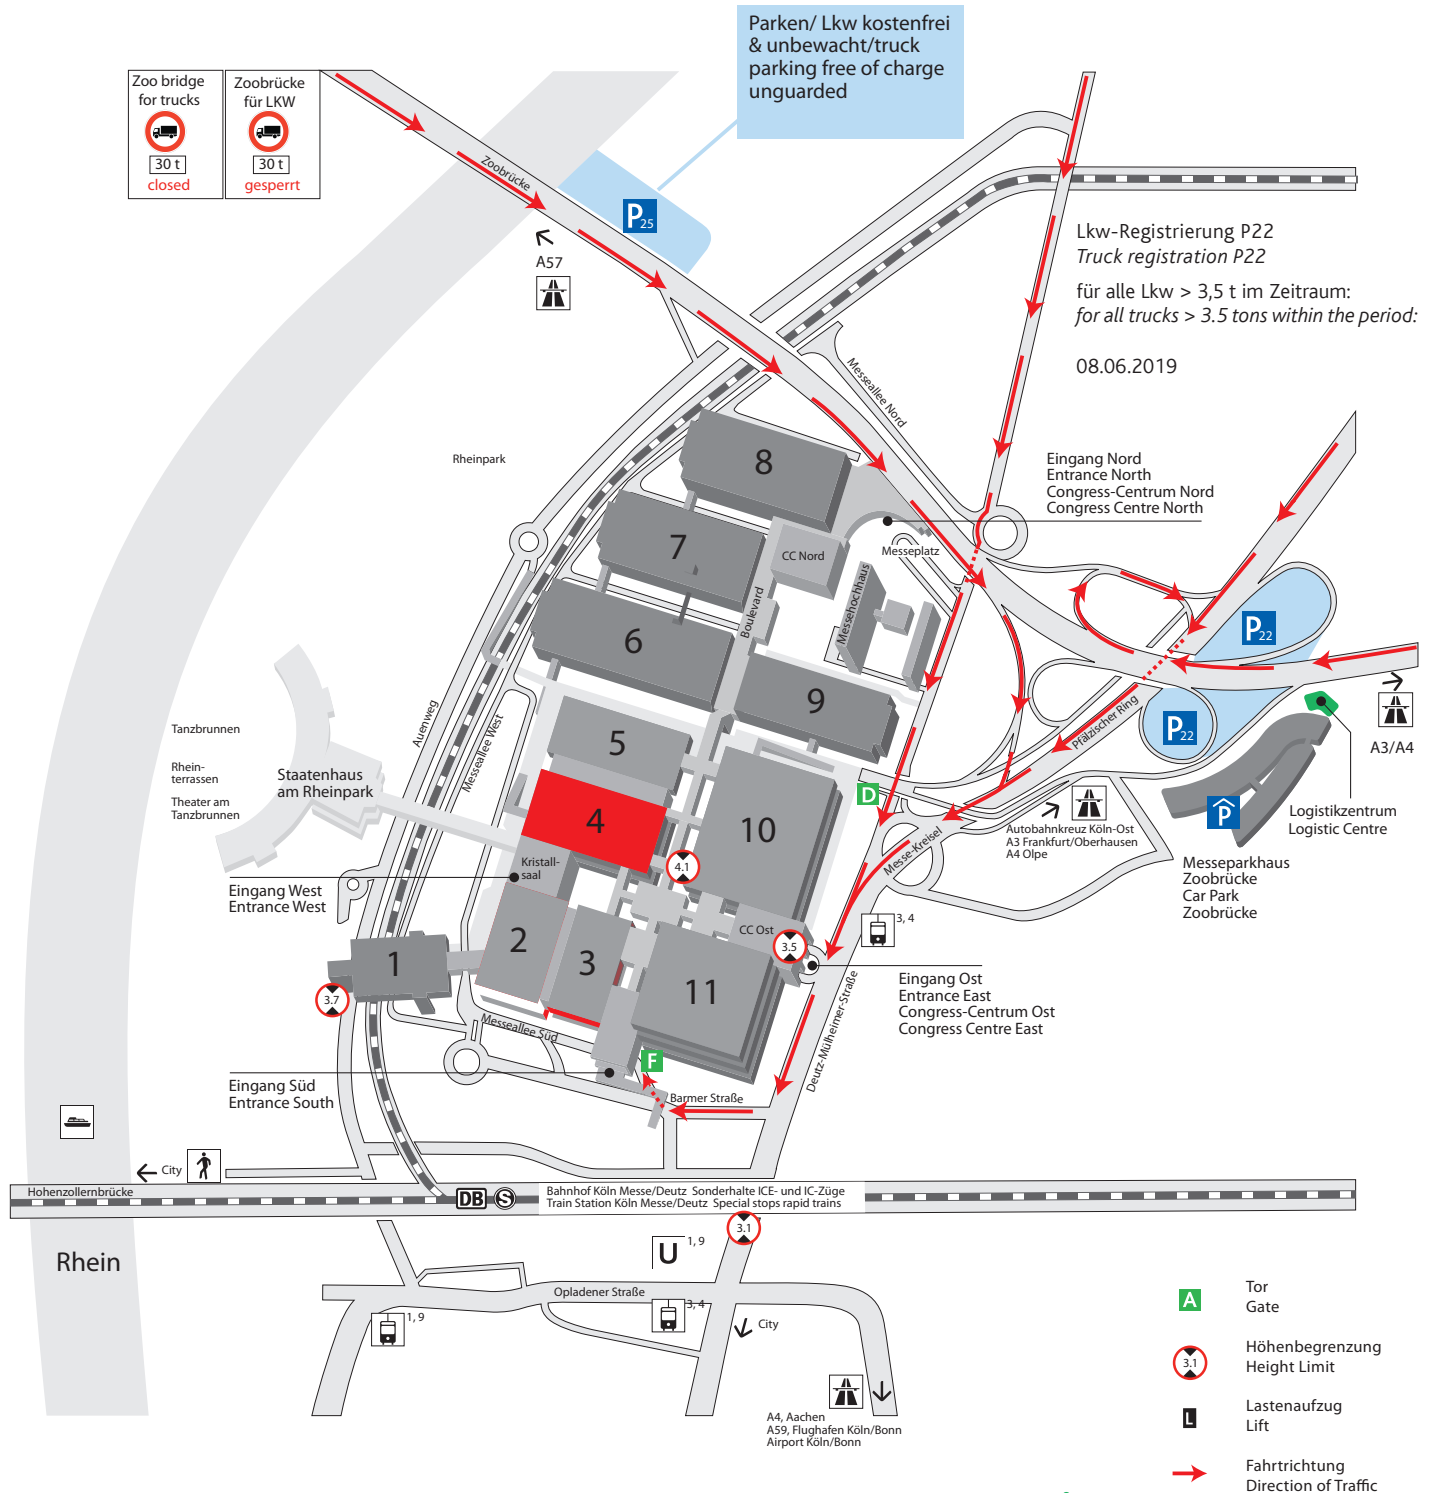 Parken/ Lkw kostenfrei
& unbewacht/truck
parking free of charge
unguarded
Zoo bridge
for trucks
30 t
closed
Zoobrücke
für LKW
30 t
gesperrt
Zoobrücke
P25
A57
Lkw-Registrierung P22
Truck registration P22
für alle Lkw > 3,5 t im Zeitraum:
for all trucks > 3.5 tons within the period:
08.06.2019
Messeallee Nord
Rheinpark
8
Eingang Nord
Entrance North
Congress-Centrum Nord
Congress Centre North
7
CC Nord
Messeplatz
Messehochhaus
Boulevard
6
P22
9
Auenweg
Messeallee West
5
Pfälzischer Ring
P22
A3/A4
Tanzbrunnen
Rhein-
terrassen
Theater am
Tanzbrunnen
Staatenhaus
am Rheinpark
4
10
D
P
Logistikzentrum
Logistic Centre
Autobahnkreuz Köln-Ost
A3 Frankfurt/Oberhausen
A4 Olpe
Messe-Kreisel
Messeparkhaus
Zoobrücke
Car Park
Zoobrücke
Kristall-
saal
4.1
Eingang West
Entrance West
3, 4
CC Ost
3.5
1
2
3
11
3.7
Eingang Ost
Entrance East
Congress-Centrum Ost
Congress Centre East
Deutz-Mülheimer-Straße
Messeallee Süd
F
Eingang Süd
Entrance South
Barmer Straße
City
Hohenzollernbrücke
DB
S
Bahnhof Köln Messe/Deutz Sonderhalte ICE- und IC-Züge
Train Station Köln Messe/Deutz Special stops rapid trains
3.1
U
1, 9
Rhein
Opladener Straße
3, 4
1, 9
City
A4, Aachen
A59, Flughafen Köln/Bonn
Airport Köln/Bonn
A
Tor
Gate
3.1
Höhenbegrenzung
Height Limit
L
Lastenaufzug
Lift
Fahrtrichtung
Direction of Traffic